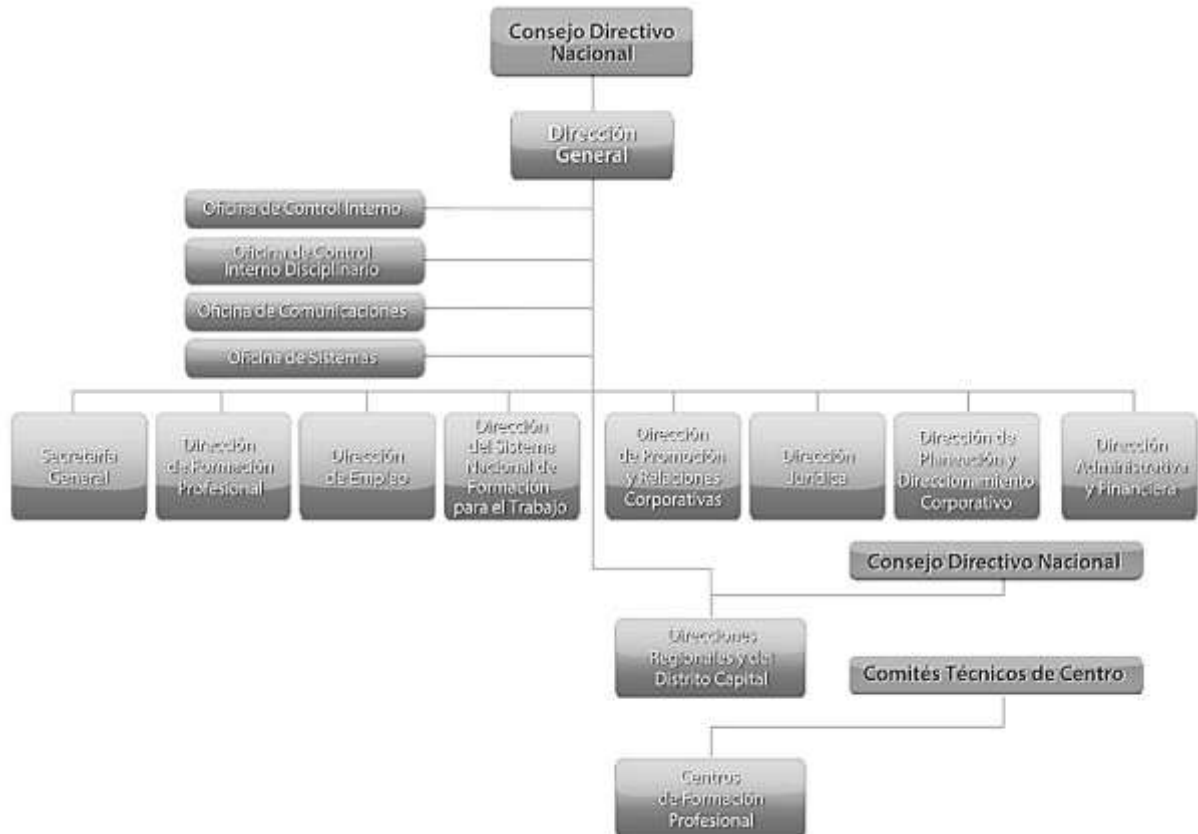 Consejo Directivo
Nacional
Dirección
General
Oficina de Control Interno
Oficina de Control
Interno Disciplinario
Oficina de Comunicaciones
Oficina de Sistemas
Secretaría
General
Dirección
de Formación
Profesional
Dirección
de Empleo
Dirección
del Sistema
Nacional de
Formación
para el Trabajo
Dirección
de Promoción
y Relaciones
Corporativas
Dirección
Jurídica
Dirección de
Planeación y
Direccionamiento
Corporativo
Dirección
Administrativa
y Financiera
Consejo Directivo Nacional
Direcciones
Regionales y del
Distrito Capital
Comités Técnicos de Centro
Centros
de Formación
Profesional